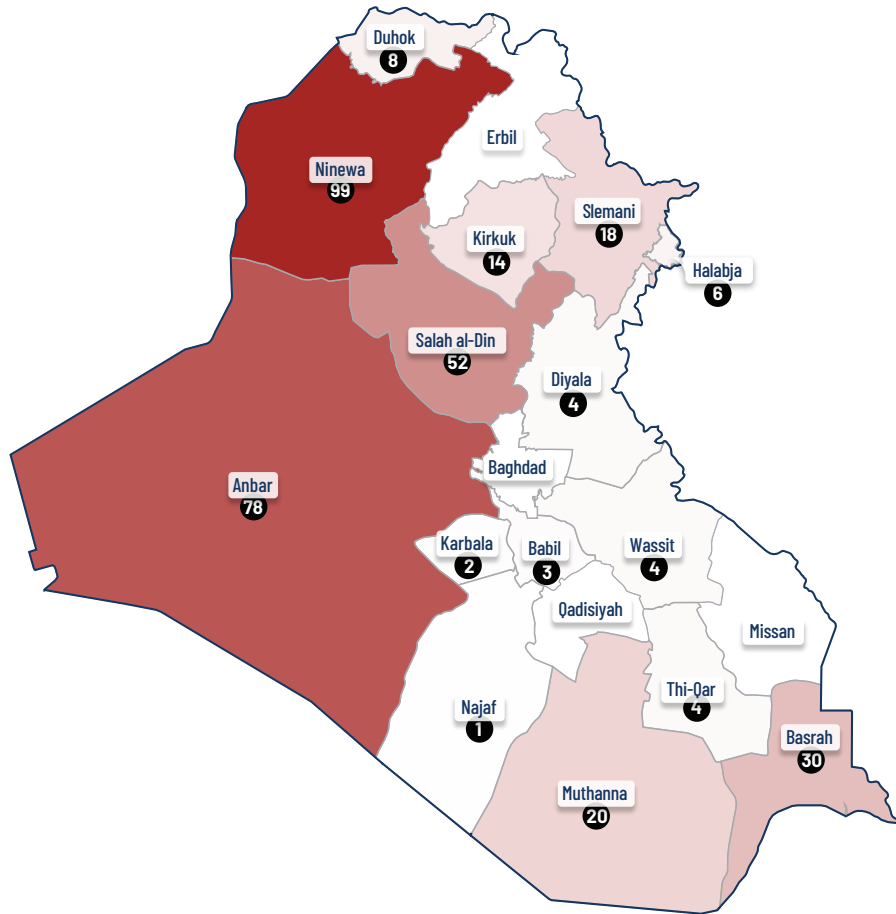 Duhok
8
Erbil
Ninewa
99
Slemani
18
Kirkuk
14
Halabja
6
Salah al-Din
52
Diyala
4
Baghdad
Anbar
78
Karbala
2
Babil
3
Wassit
4
Qadisiyah
Missan
Thi-Qar
4
Najaf
1
Basrah
30
Muthanna
20